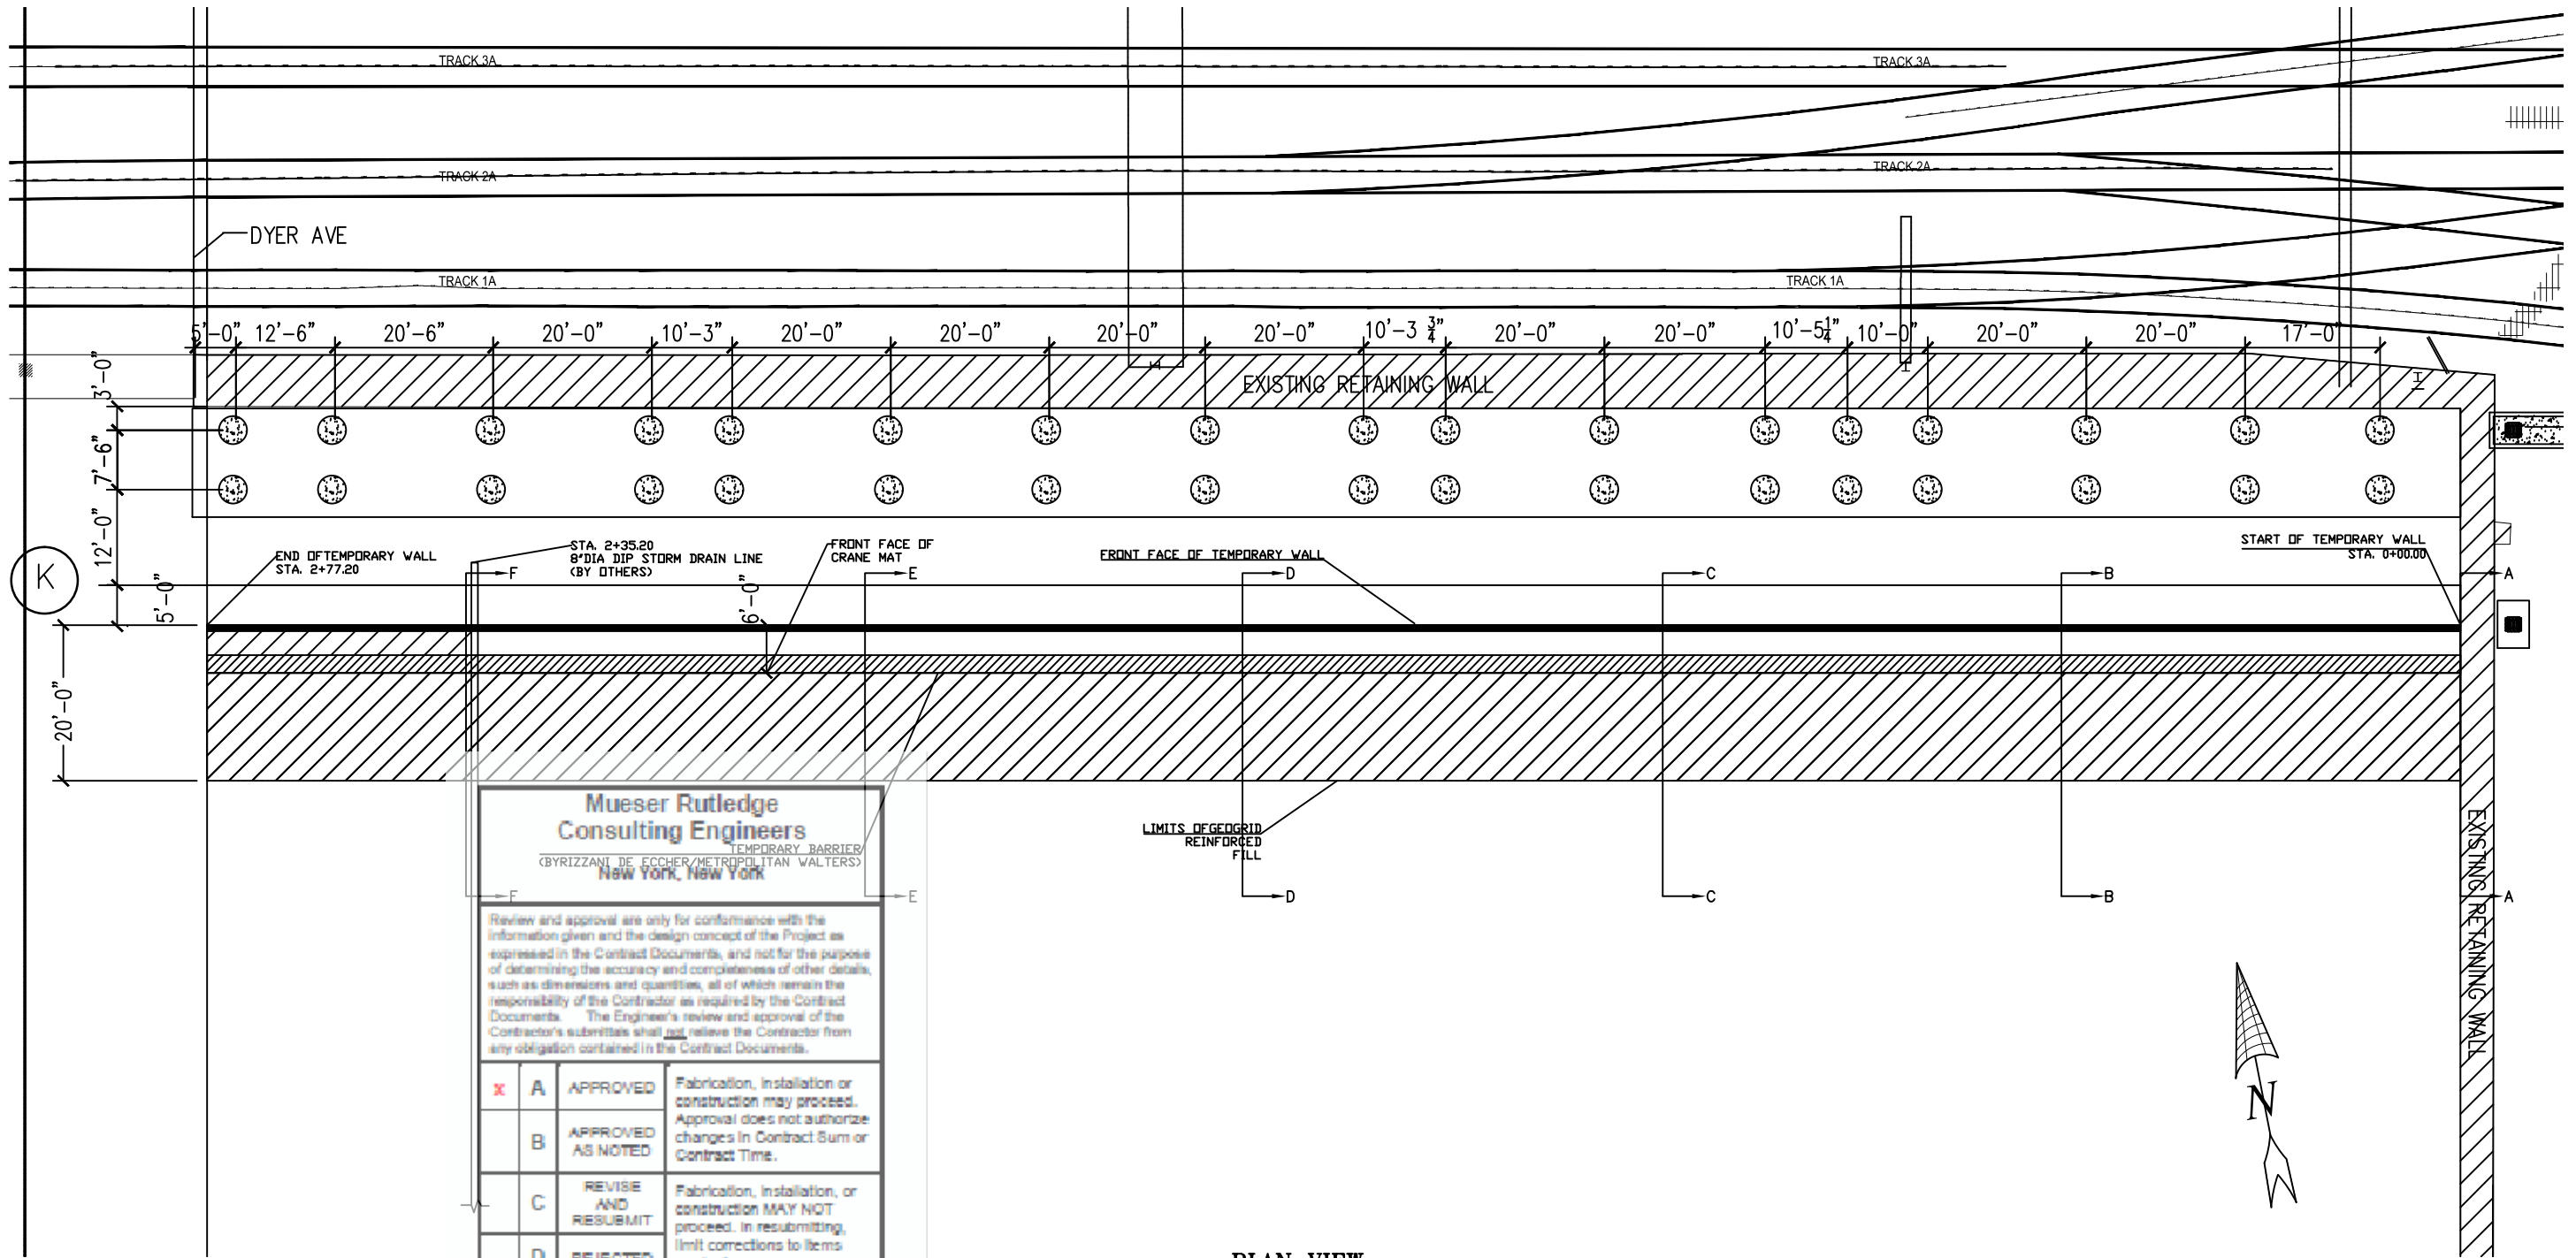 TRACK 3A
TRACK 3A
TRACK 2A
TRACK 2A
DYER AVE
TRACK 1A
TRACK 1A
5'-0" 12'-6" 20'-6" 20'-0" 10'-3" 20'-0" 20'-0" 20'-0" 20'-0" 10'-3 3/4" 20'-0" 20'-0" 10'-5 1/4" 10'-0" 20'-0" 20'-0" 17'-0"
3'-0"
EXISTING RETAINING WALL
7'-6"
12'-0"
K
END OFTEMPORARY WALL
STA. 2+77.20
STA. 2+35.20
8"DIA DIP STORM DRAIN LINE
(BY OTHERS)
FRONT FACE OF
CRANE MAT
FRONT FACE OF TEMPORARY WALL
START OF TEMPORARY WALL
STA. 0+00.00
F E D C B A
5'-0"
6'-0"
20'-0"
Mueser Rutledge
Consulting Engineers
TEMPORARY BARRIER
(BYRIZZANI DE ECCHER/METROPOLITAN WALTERS)
New York, New York
LIMITS OFGEOGRID
REINFORCED
FILL
F E D C B A
EXISTING RETAINING WALL
Review and approval are only for conformance with the
information given and the design concept of the Project as
expressed in the Contract Documents, and not for the purpose
of determining the accuracy and completeness of other details,
such as dimensions and quantities, all of which remain the
responsibility of the Contractor as required by the Contract
Documents. The Engineer's review and approval of the
Contractor's submittals shall not relieve the Contractor from
any obligation contained in the Contract Documents.
x A APPROVED
B APPROVED
AS NOTED
Fabrication, installation or
construction may proceed.
Approval does not authorize
changes in Contract Sum or
Contract Time.
C REVISE
AND
RESUBMIT
D REJECTED
Fabrication, installation, or
construction MAY NOT
proceed. In resubmitting,
limit corrections to items
N
PLAN VIEW